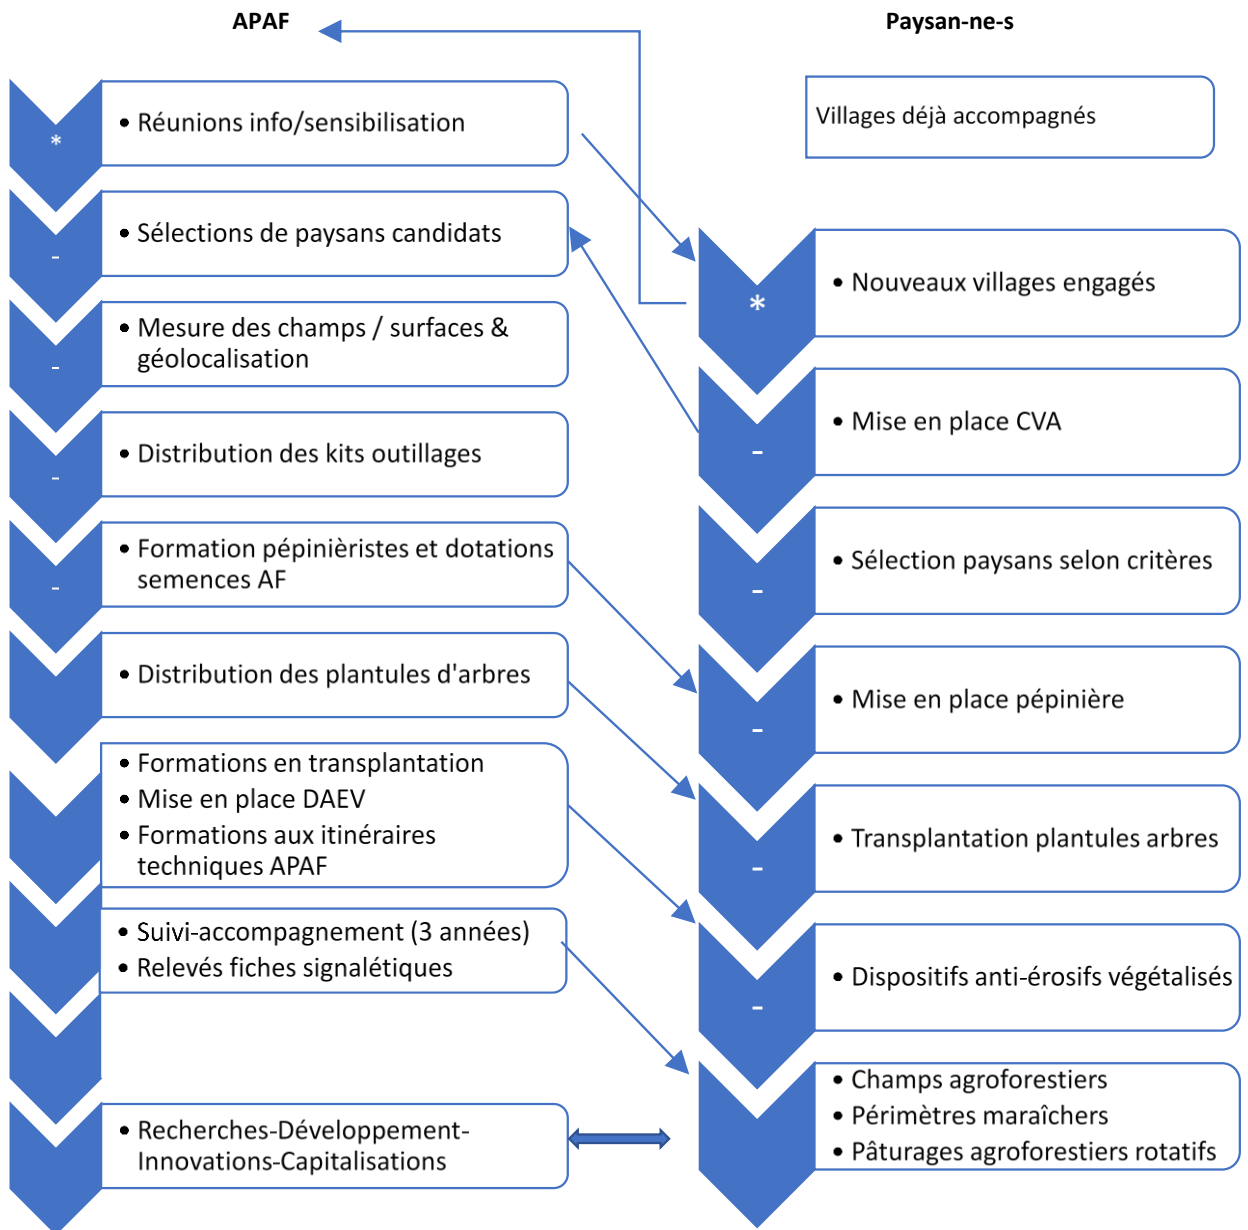 APAF
• Réunions info/sensibilisation
*
• Sélections de paysans candidats
-
• Mesure des champs / surfaces &
géolocalisation
-
• Distribution des kits outillages
-
• Formation pépinièristes et dotations
semences AF
-
• Distribution des plantules d'arbres
• Formations en transplantation
• Mise en place DAEV
• Formations aux itinéraires
techniques APAF
• Suivi-accompagnement (3 années)
• Relevés fiches signalétiques
• Recherches-Développement-
Innovations-Capitalisations
Paysan-ne-s
Villages déjà accompagnés
• Nouveaux villages engagés
*
• Mise en place CVA
-
• Sélection paysans selon critères
-
• Mise en place pépinière
-
• Transplantation plantules arbres
-
• Dispositifs anti-érosifs végétalisés
-
• Champs agroforestiers
• Périmètres maraîchers
• Pâturages agroforestiers rotatifs